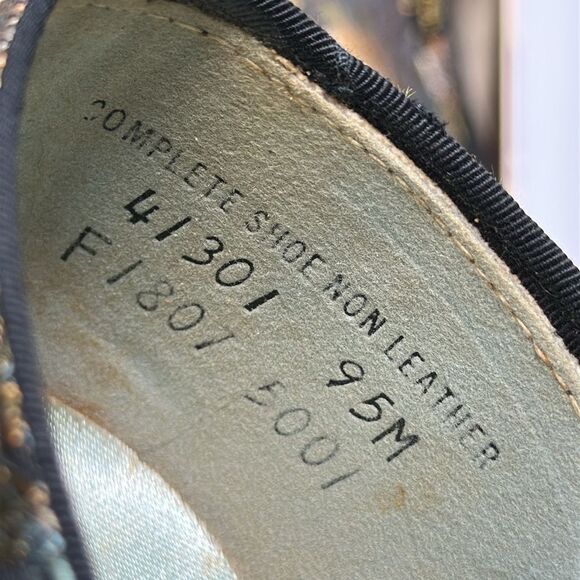 COMPLETE SHOE NON LEATHER
41301 95M
F1807 5001